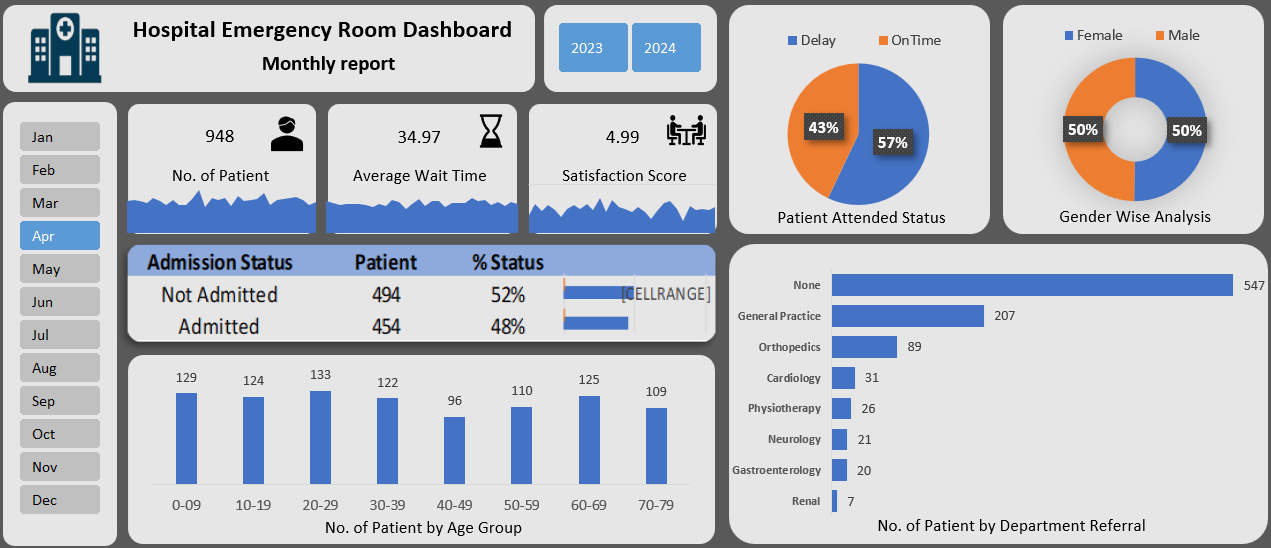 Hospital Emergency Room Dashboard
Monthly report
2023 2024
Jan
Feb
Mar
Apr
May
Jun
Jul
Aug
Sep
Oct
Nov
Dec
948
No. of Patient
34.97
Average Wait Time
4.99
Satisfaction Score
Delay OnTime
43% 57%
Patient Attended Status
Female Male
50% 50%
Gender Wise Analysis
Admission Status Patient % Status
Not Admitted 494 52% [CELLRANGE]
Admitted 454 48%
129 124 133 122 96 110 125 109
0-09 10-19 20-29 30-39 40-49 50-59 60-69 70-79
No. of Patient by Age Group
None 547
General Practice 207
Orthopedics 89
Cardiology 31
Physiotherapy 26
Neurology 21
Gastroenterology 20
Renal 7
No. of Patient by Department Referral